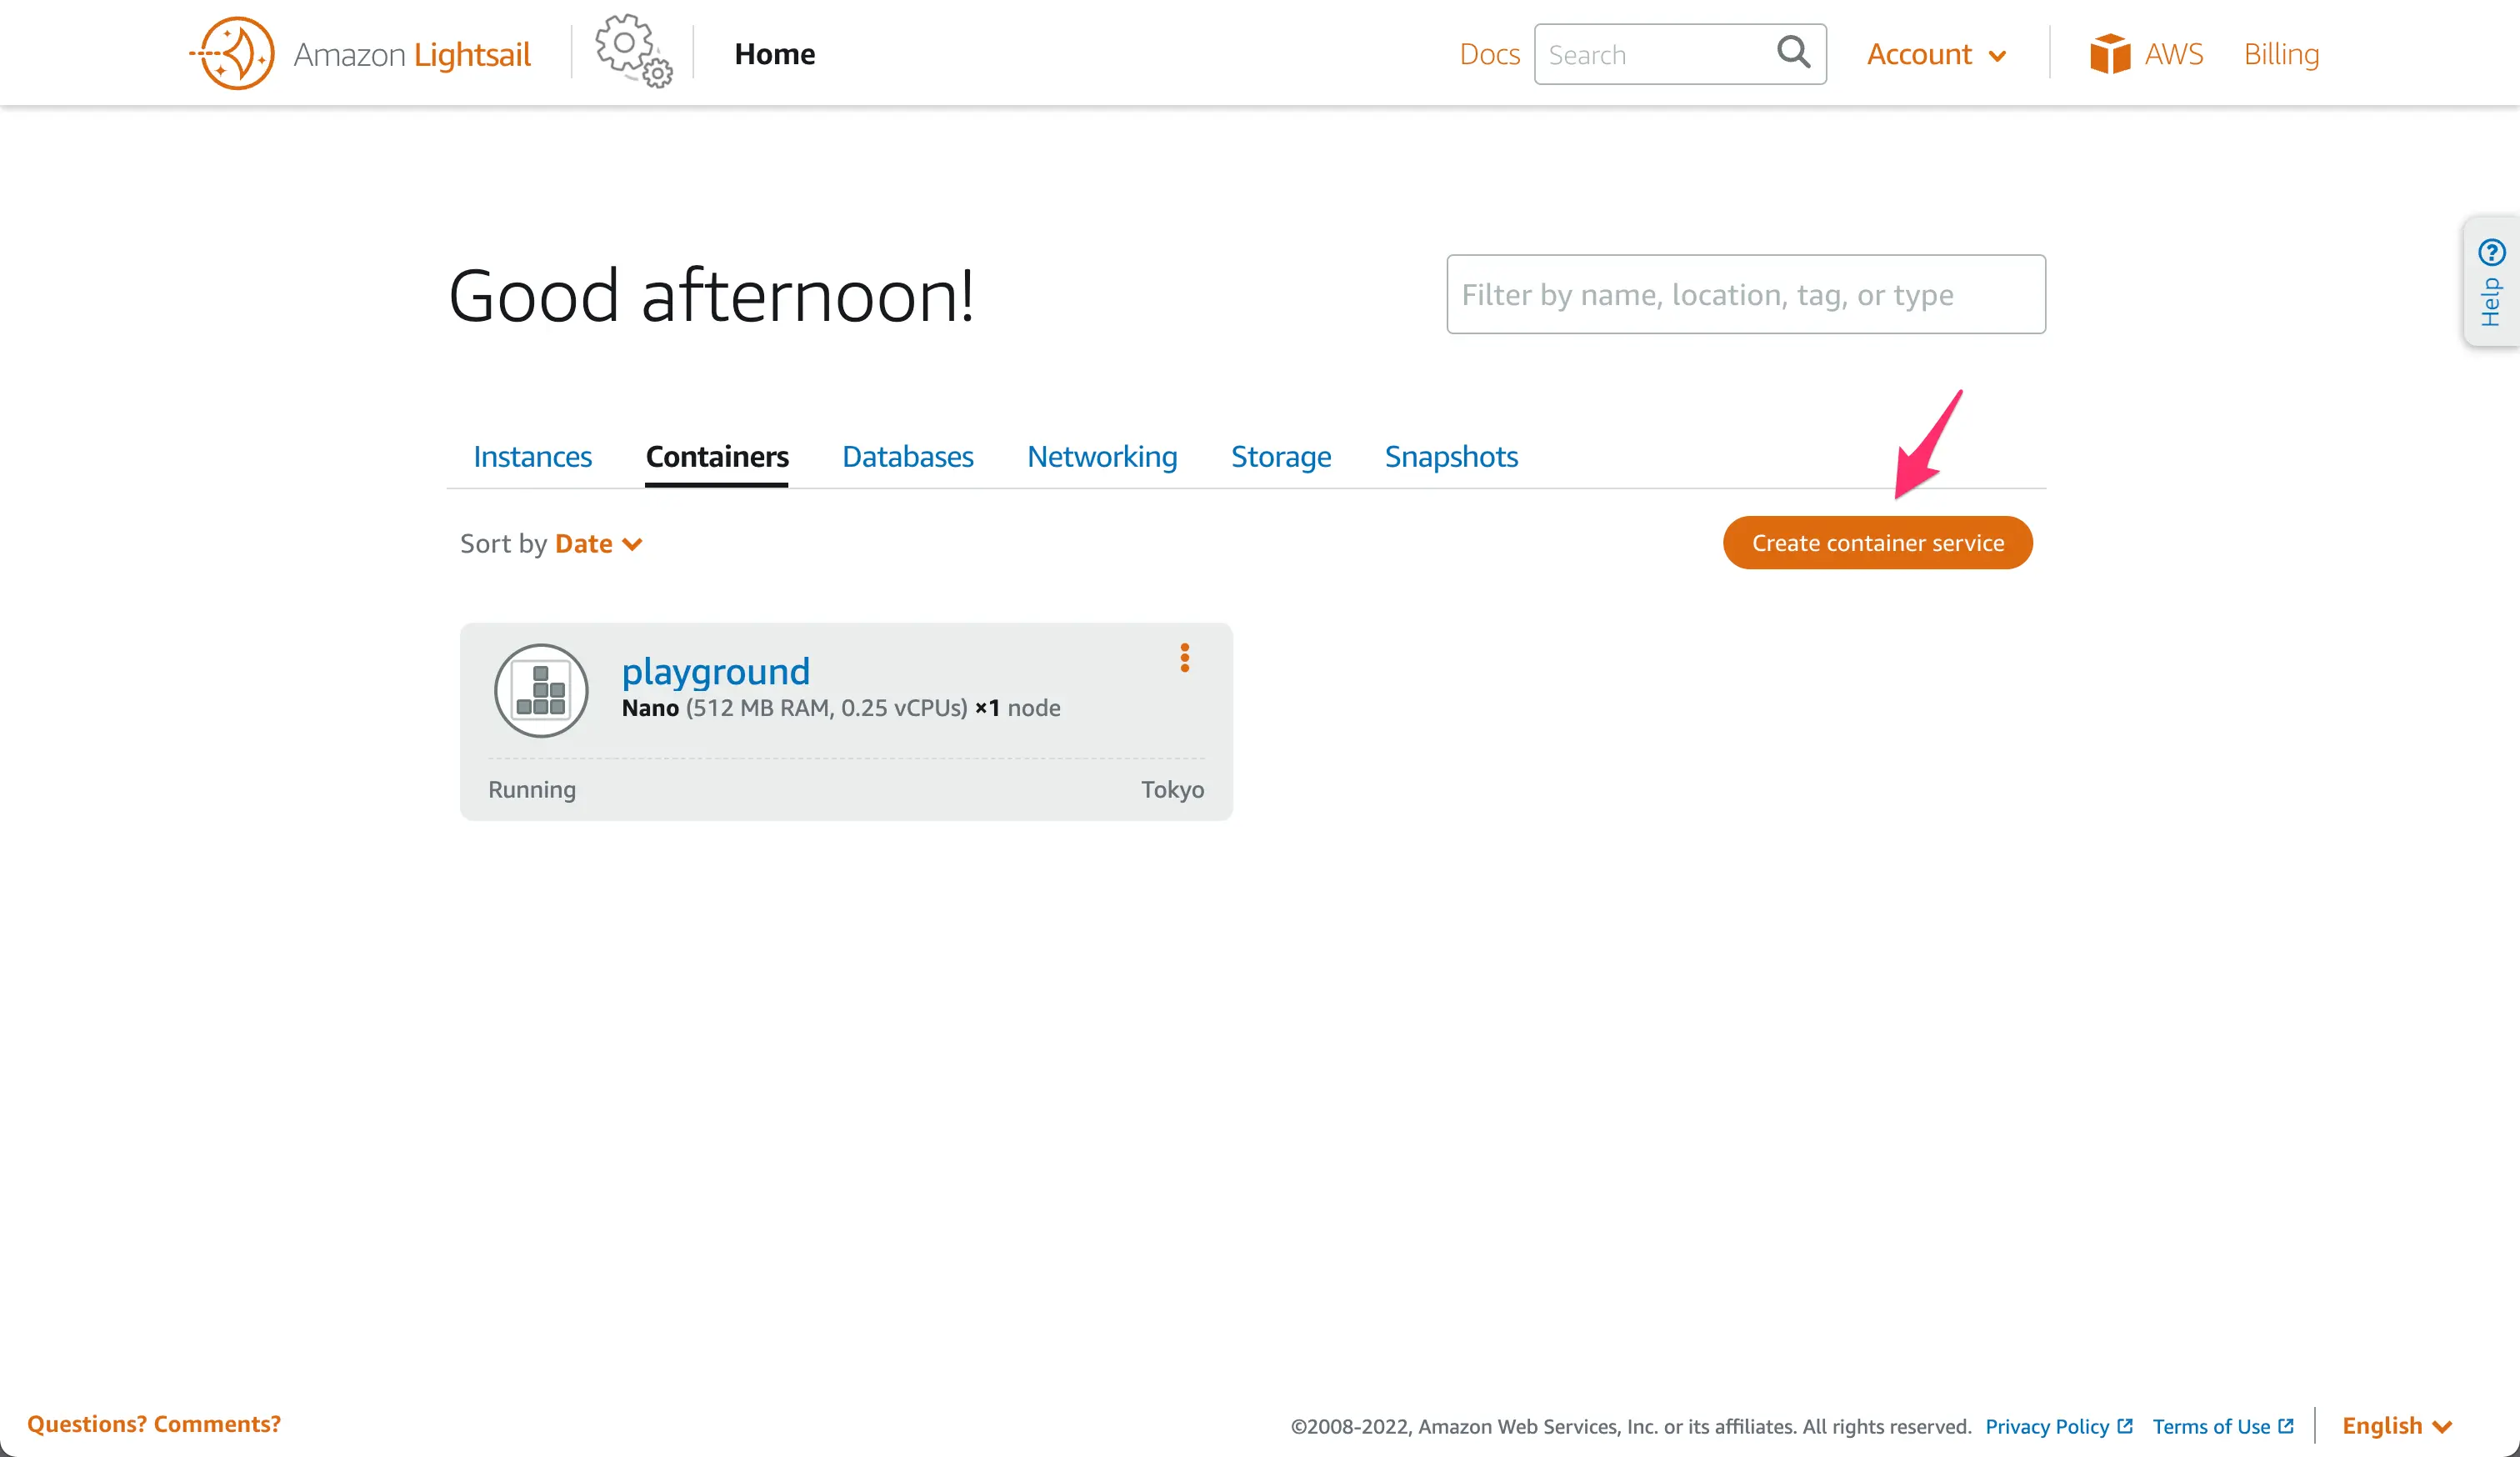 Amazon Lightsail Home Docs Search Account AWS Billing
Help
Good afternoon! Filter by name, location, tag, or type
Instances Containers Databases Networking Storage Snapshots
Sort by Date Create container service
playground
Nano (512 MB RAM, 0.25 vCPUs) ×1 node
Running Tokyo
Questions? Comments? ©2008-2022, Amazon Web Services, Inc. or its affiliates. All rights reserved. Privacy Policy Terms of Use English